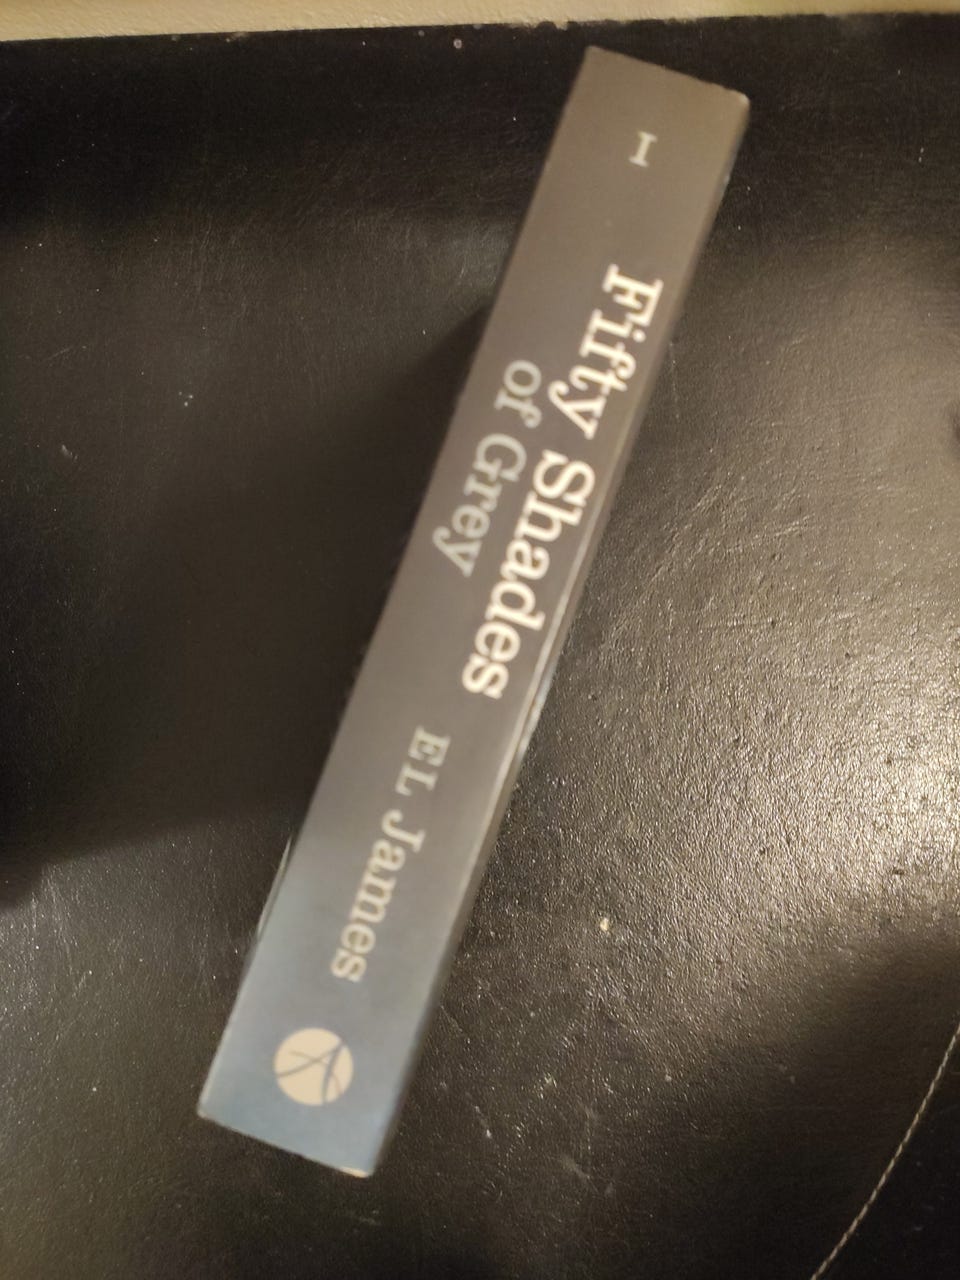 I
Fifty Shades
of Grey
EL James
A